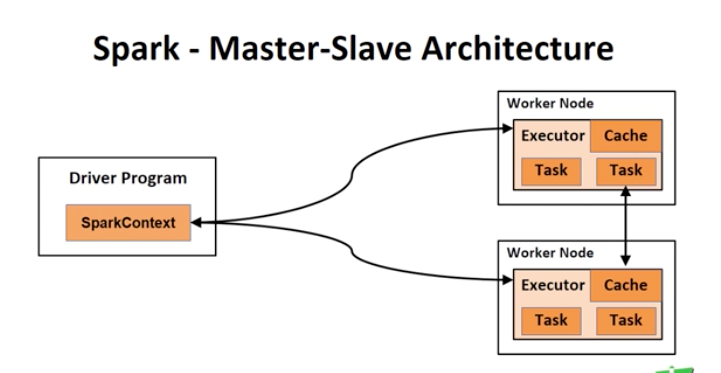 Spark - Master-Slave Architecture
Driver Program
SparkContext
Worker Node
Executor Cache
Task Task
Worker Node
Executor Cache
Task Task